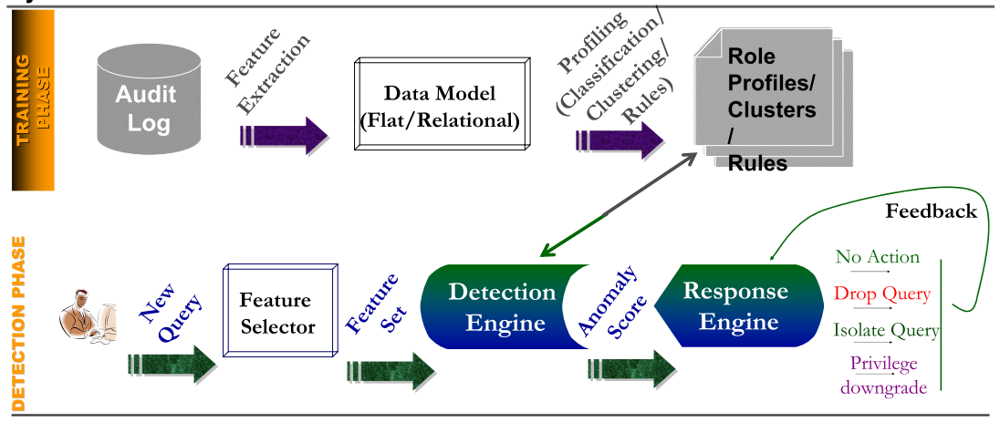 TRAINING
PHASE
Audit
Log
Feature
Extraction
Data Model
(Flat/Relational)
Profiling
(Classification/
Clustering/
Rules)
Role
Profiles/
Clusters
/
Rules
DETECTION PHASE
New
Query
Feature
Selector
Feature
Set
Detection
Engine
Anomaly
Score
Response
Engine
Feedback
No Action
Drop Query
Isolate Query
Privilege
downgrade